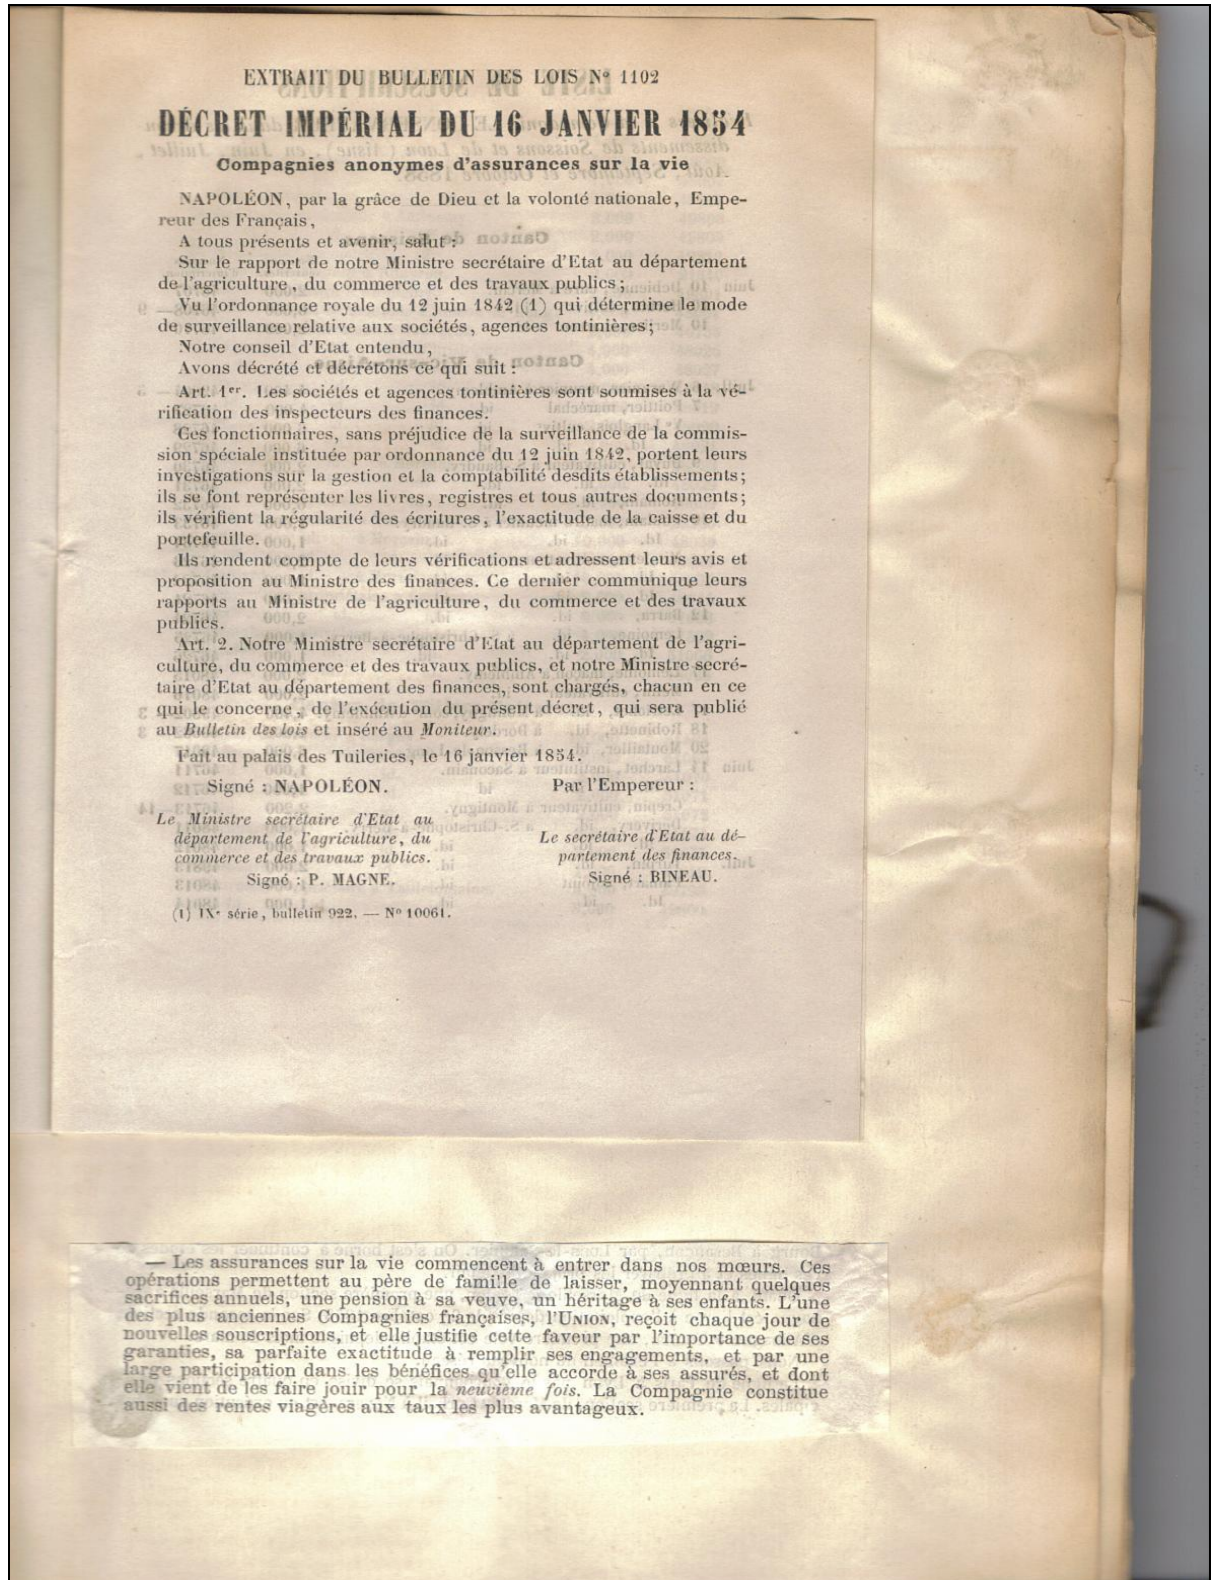 EXTRAIT DU BULLETIN DES LOIS N° 1102
DÉCRET IMPÉRIAL DU 16 JANVIER 1854
Compagnies anonymes d'assurances sur la vie
NAPOLÉON, par la grâce de Dieu et la volonté nationale, Empe-
reur des Français,
A tous présents et avenir, salut :
Sur le rapport de notre Ministre secrétaire d'Etat au département
de l'agriculture, du commerce et des travaux publics;
Vu l'ordonnance royale du 12 juin 1842 (1) qui détermine le mode
de surveillance relative aux sociétés, agences tontinières;
Notre conseil d'Etat entendu,
Avons décrété et décrétons ce qui suit :
Art. 1er. Les sociétés et agences tontinières sont soumises à la vé-
rification des inspecteurs des finances.
Ces fonctionnaires, sans préjudice de la surveillance de la commis-
sion spéciale instituée par ordonnance du 12 juin 1842, portent leurs
investigations sur la gestion et la comptabilité desdits établissements;
ils se font représenter les livres, registres et tous autres documents;
ils vérifient la régularité des écritures, l'exactitude de la caisse et du
portefeuille.
Ils rendent compte de leurs vérifications et adressent leurs avis et
proposition au Ministre des finances. Ce dernier communique leurs
rapports au Ministre de l'agriculture, du commerce et des travaux
publics.
Art. 2. Notre Ministre secrétaire d'Etat au département de l'agri-
culture, du commerce et des travaux publics, et notre Ministre secré-
taire d'Etat au département des finances, sont chargés, chacun en ce
qui le concerne, de l'exécution du présent décret, qui sera publié
au Bulletin des lois et inséré au Moniteur.
Fait au palais des Tuileries, le 16 janvier 1854.
Signé : NAPOLÉON.
Par l'Empereur :
Le Ministre secrétaire d'Etat au
département de l'agriculture, du
commerce et des travaux publics.
Signé : P. MAGNE.
Le secrétaire d'Etat au dé-
partement des finances.
Signé : BINEAU.
(1) IXe série, bulletin 922. — N° 10061.
— Les assurances sur la vie commencent à entrer dans nos mœurs. Ces
opérations permettent au père de famille de laisser, moyennant quelques
sacrifices annuels, une pension à sa veuve, un héritage à ses enfants. L'une
des plus anciennes Compagnies françaises, l'UNION, reçoit chaque jour de
nouvelles souscriptions, et elle justifie cette faveur par l'importance de ses
garanties, sa parfaite exactitude à remplir ses engagements, et par une
large participation dans les bénéfices qu'elle accorde à ses assurés, et dont
elle vient de les faire jouir pour la neuvième fois. La Compagnie constitue
aussi des rentes viagères aux taux les plus avantageux.